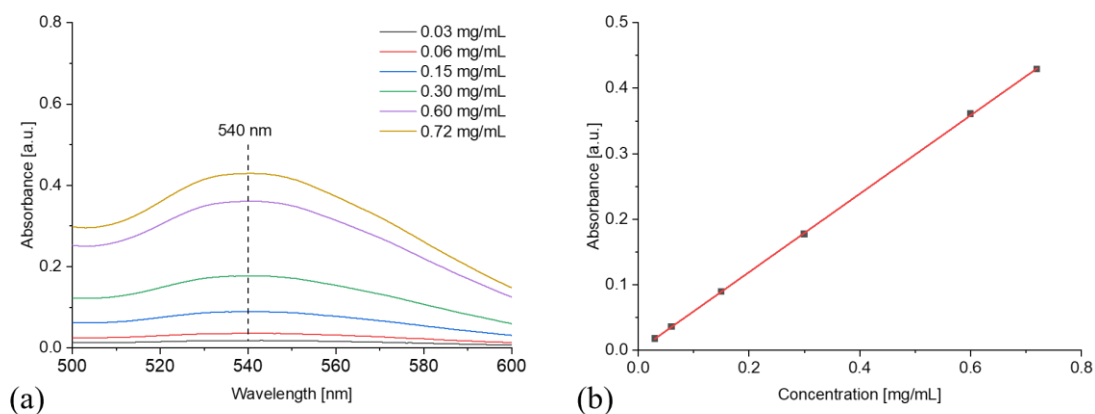 0.8
0.6
0.4
0.2
0.0
Absorbance [a.u.]
0.03 mg/mL
0.06 mg/mL
0.15 mg/mL
0.30 mg/mL
0.60 mg/mL
0.72 mg/mL
540 nm
500 520 540 560 580 600
Wavelength [nm]
(a)
0.5
0.4
0.3
0.2
0.1
0.0
Absorbance [a.u.]
0.0 0.2 0.4 0.6 0.8
Concentration [mg/mL]
(b)